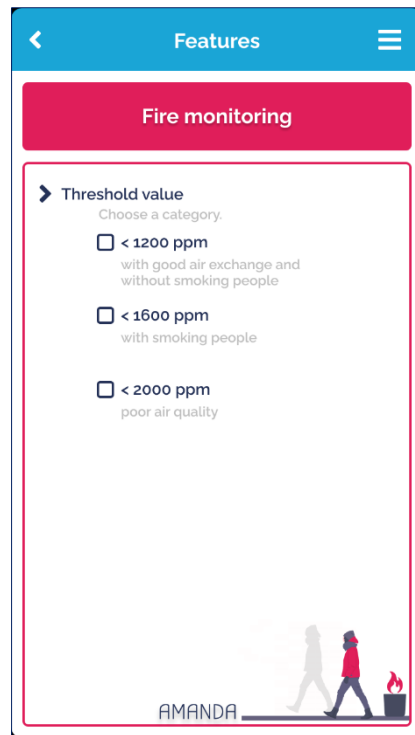 Features
Fire monitoring
Threshold value
Choose a category.
< 1200 ppm
with good air exchange and
without smoking people
< 1600 ppm
with smoking people
< 2000 ppm
poor air quality
AMANDA